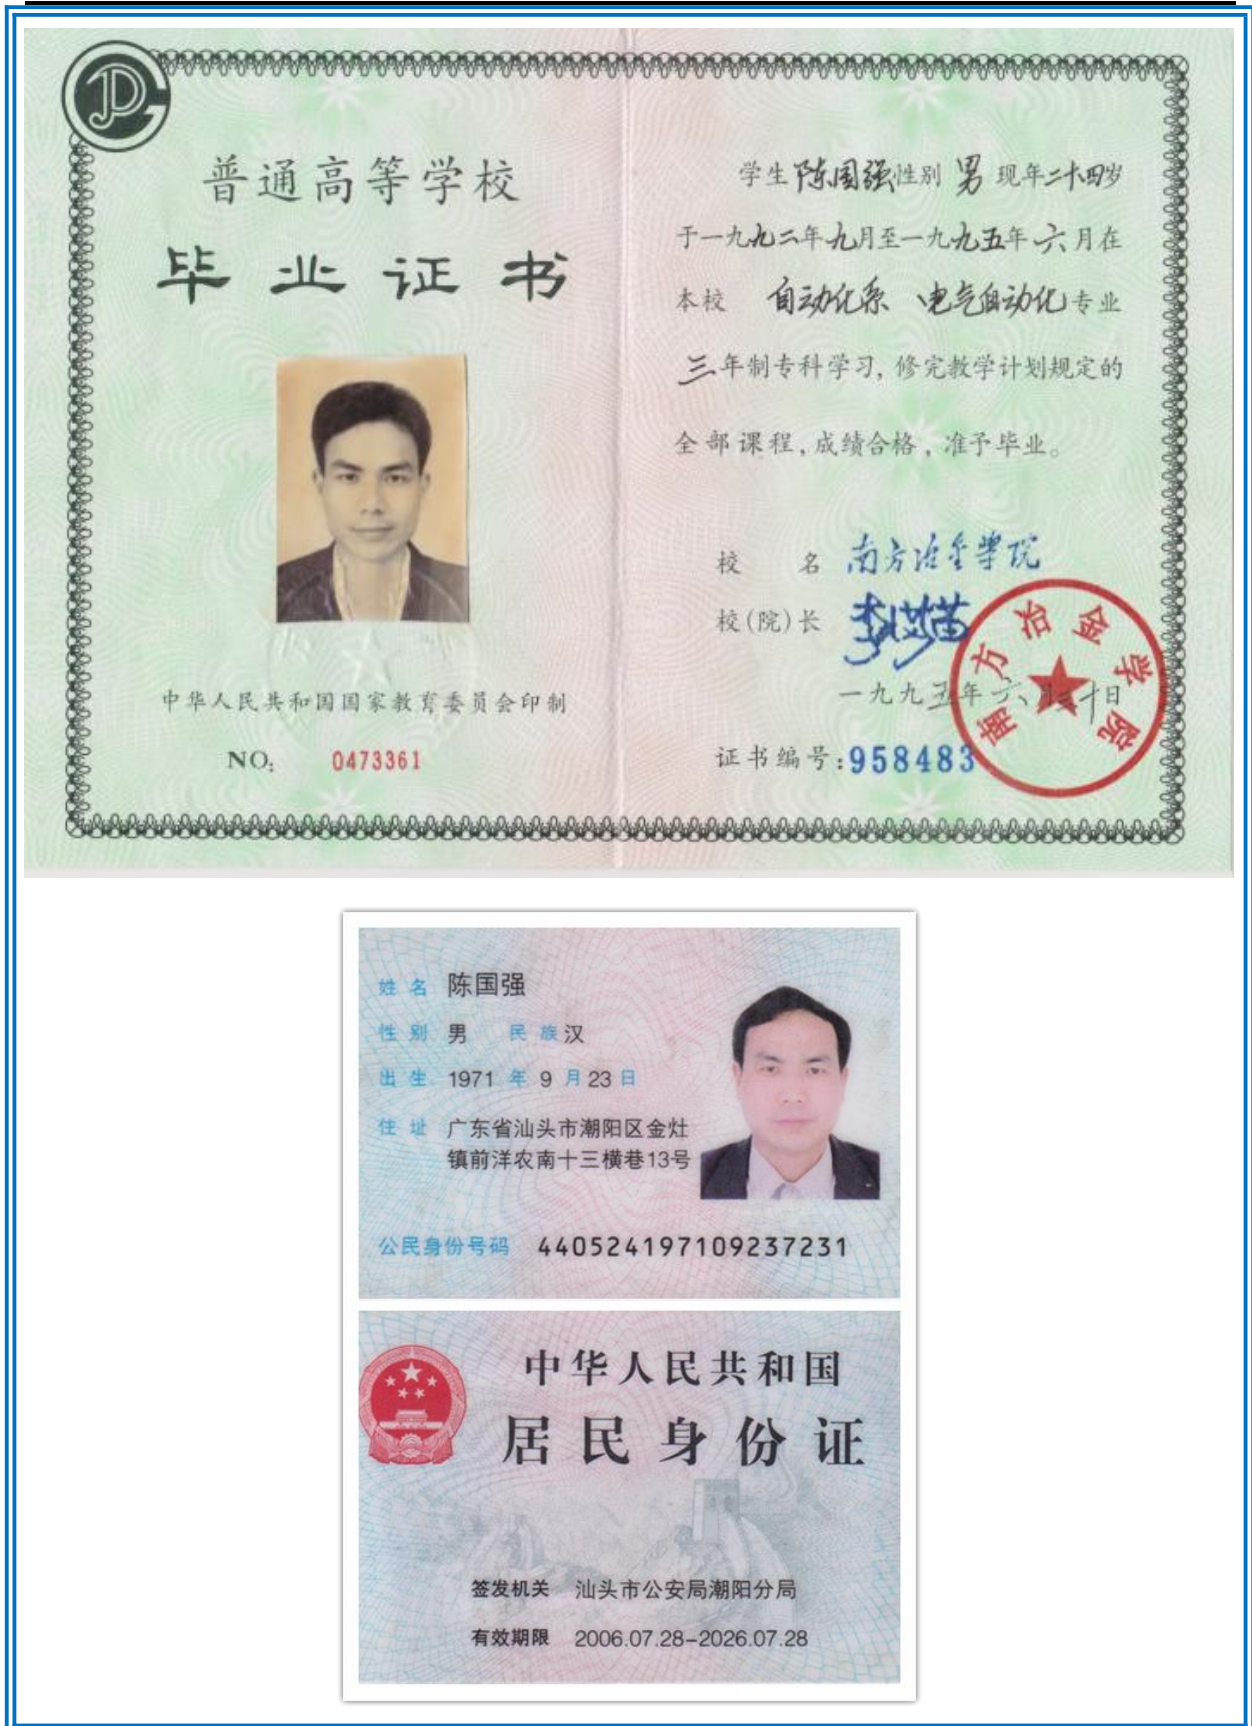 普通高等学校
毕业证书
中华人民共和国国家教育委员会印制
NO: 0473361
学生陈国强性别 男 现年二十四岁
于一九九二年九月至一九九五年六月在
本校 自动化系 电气自动化专业
三年制专科学习, 修完教学计划规定的
全部课程, 成绩合格, 准予毕业。
校 名 南方冶金学院
校(院)长
一九九五年六月三十日
证书编号:958483
南方冶金学院
姓名 陈国强
性别 男 民族 汉
出生 1971 年 9 月 23 日
住址 广东省汕头市潮阳区金灶
镇前洋农南十三横巷13号
公民身份号码 440524197109237231
中华人民共和国
居民身份证
签发机关 汕头市公安局潮阳分局
有效期限 2006.07.28-2026.07.28